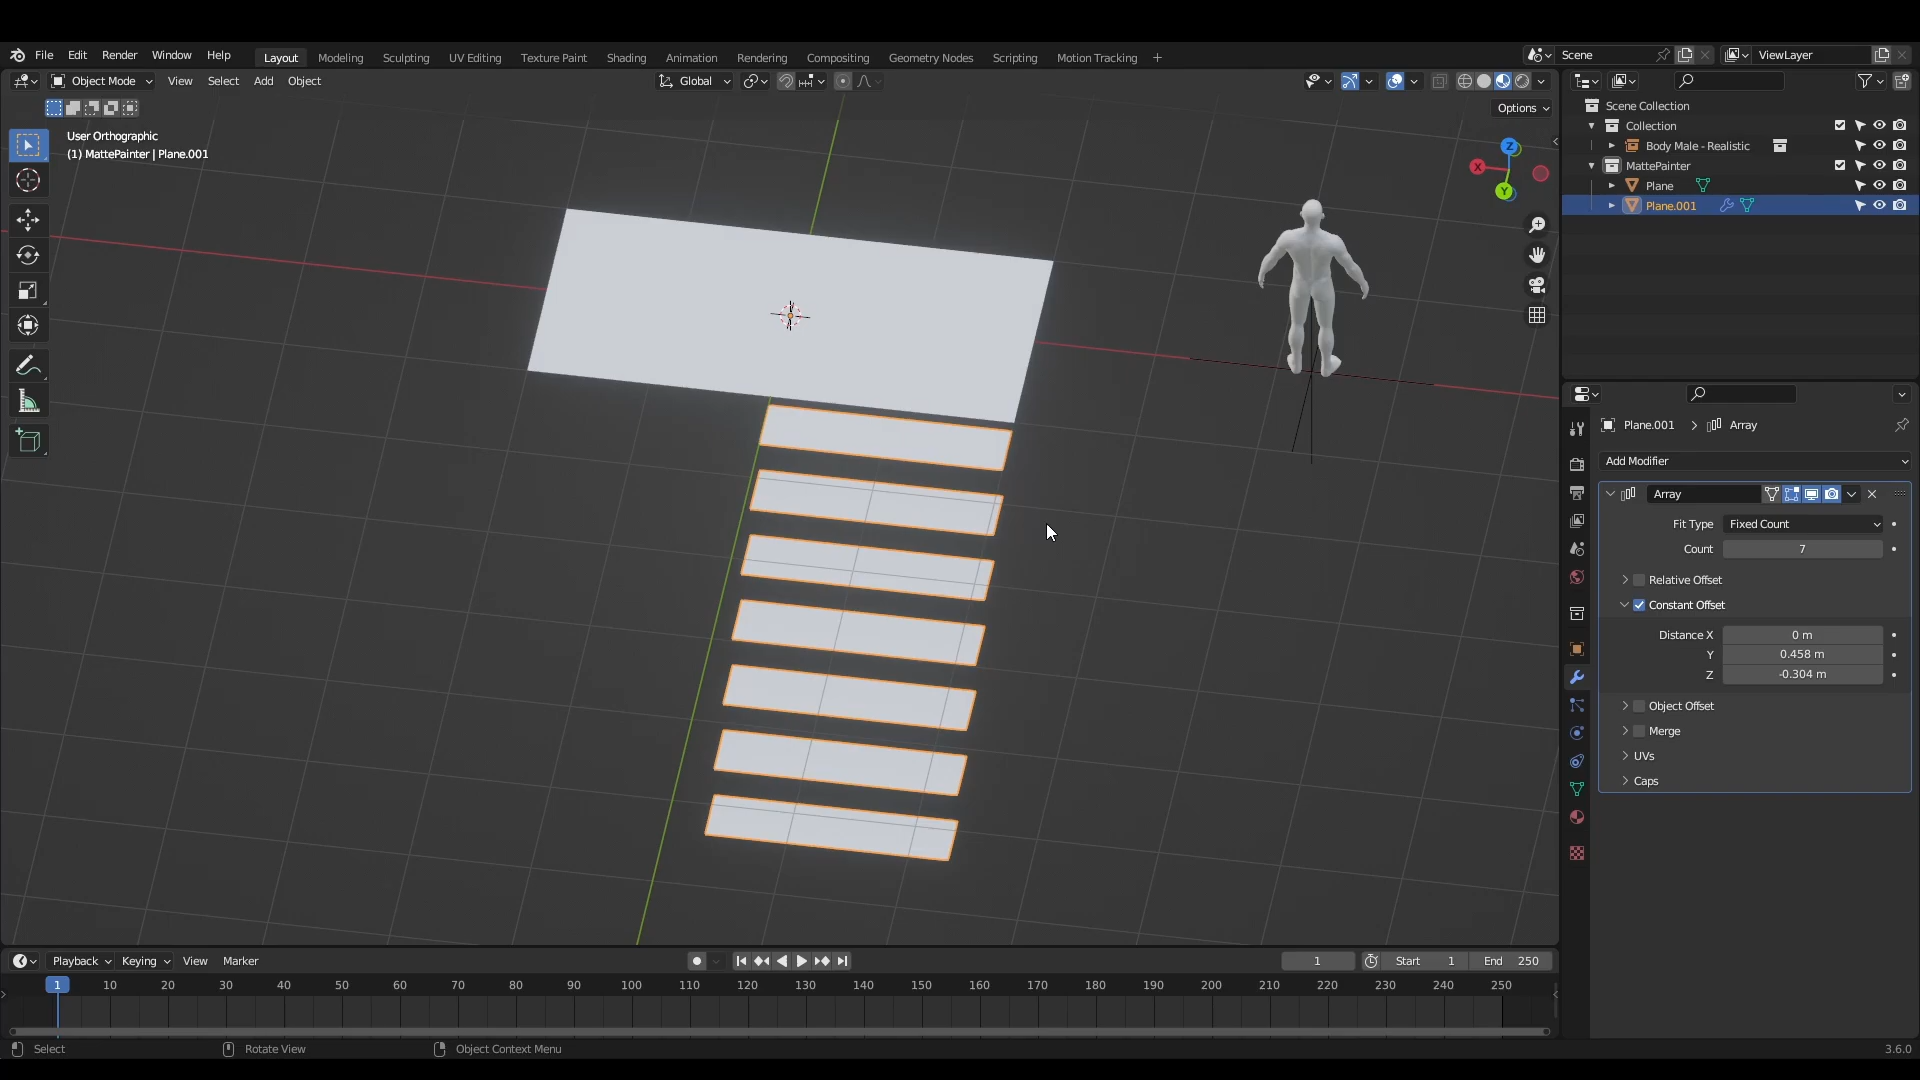 File Edit Render Window Help Layout Modeling Sculpting UV Editing Texture Paint Shading Animation Rendering Compositing Geometry Nodes Scripting Motion Tracking + Scene ViewLayer
Object Mode View Select Add Object Global
Options
User Orthographic
(1) MattePainter | Plane.001
Z
X
Y
Scene Collection
Collection
Body Male - Realistic
MattePainter
Plane
Plane.001
Plane.001 > Array
Add Modifier
Array
Fit Type Fixed Count
Count 7
Relative Offset
Constant Offset
Distance X 0 m
Y 0.458 m
Z -0.304 m
Object Offset
Merge
UVs
Caps
Playback Keying View Marker 1 Start 1 End 250
1 10 20 30 40 50 60 70 80 90 100 110 120 130 140 150 160 170 180 190 200 210 220 230 240 250
Select Rotate View Object Context Menu 3.6.0